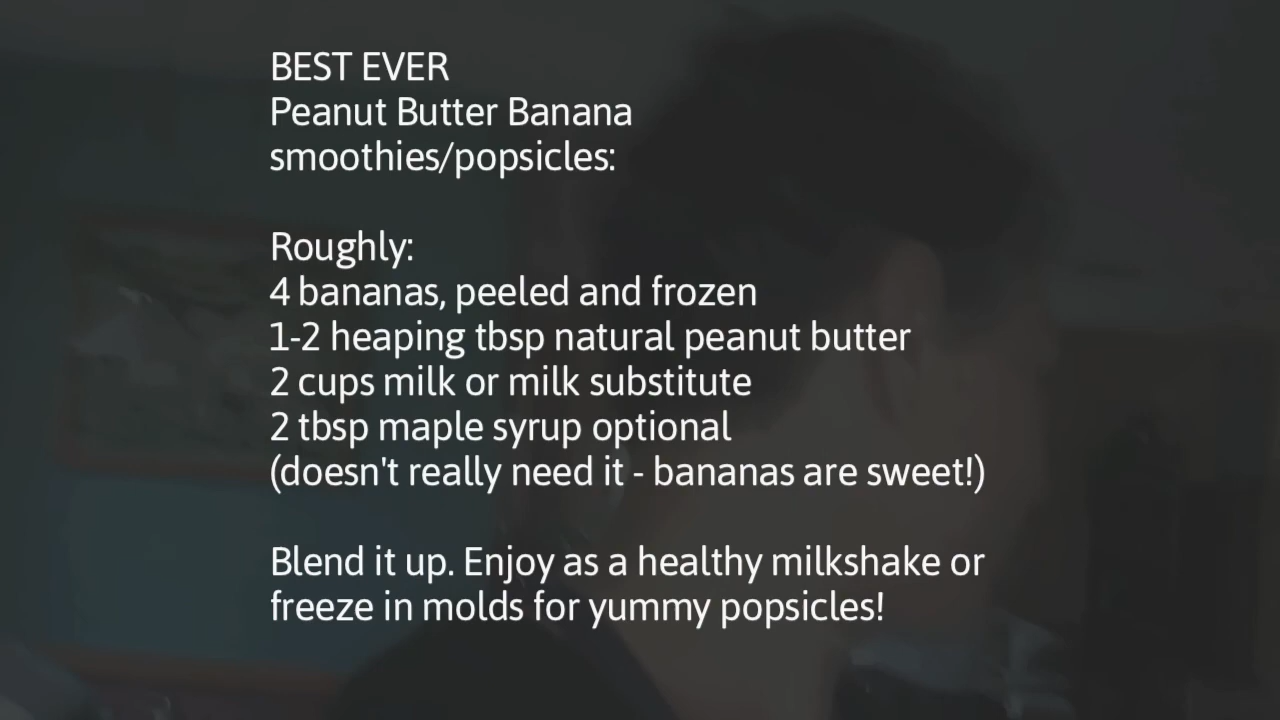 BEST EVER
Peanut Butter Banana
smoothies/popsicles:
Roughly:
4 bananas, peeled and frozen
1-2 heaping tbsp natural peanut butter
2 cups milk or milk substitute
2 tbsp maple syrup optional
(doesn't really need it - bananas are sweet!)
Blend it up. Enjoy as a healthy milkshake or
freeze in molds for yummy popsicles!